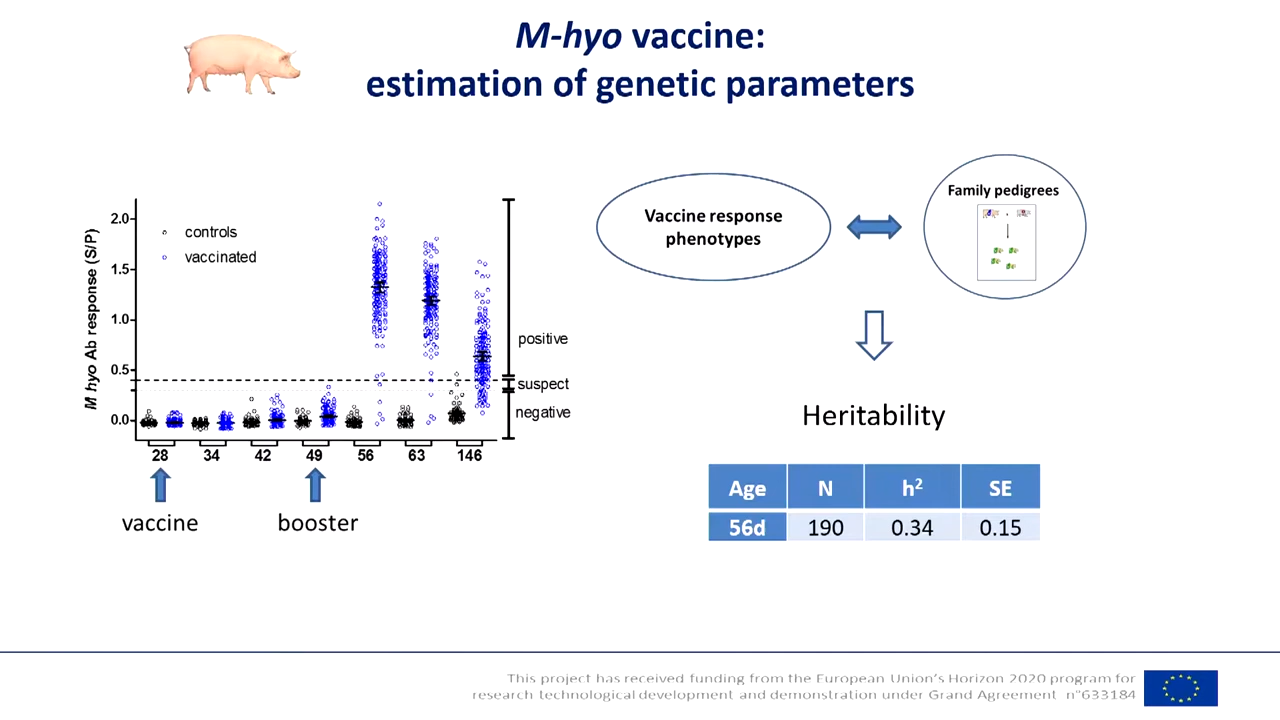 M-hyo vaccine:
estimation of genetic parameters
M hyo Ab response (S/P)
2.0
1.5
1.0
0.5
0.0
controls
vaccinated
positive
suspect
negative
28 34 42 49 56 63 146
vaccine booster
Vaccine response
phenotypes
Family pedigrees
Heritability
Age N h² SE
56d 190 0.34 0.15
This project has received funding from the European Union's Horizon 2020 program for
research technological development and demonstration under Grand Agreement n°633184